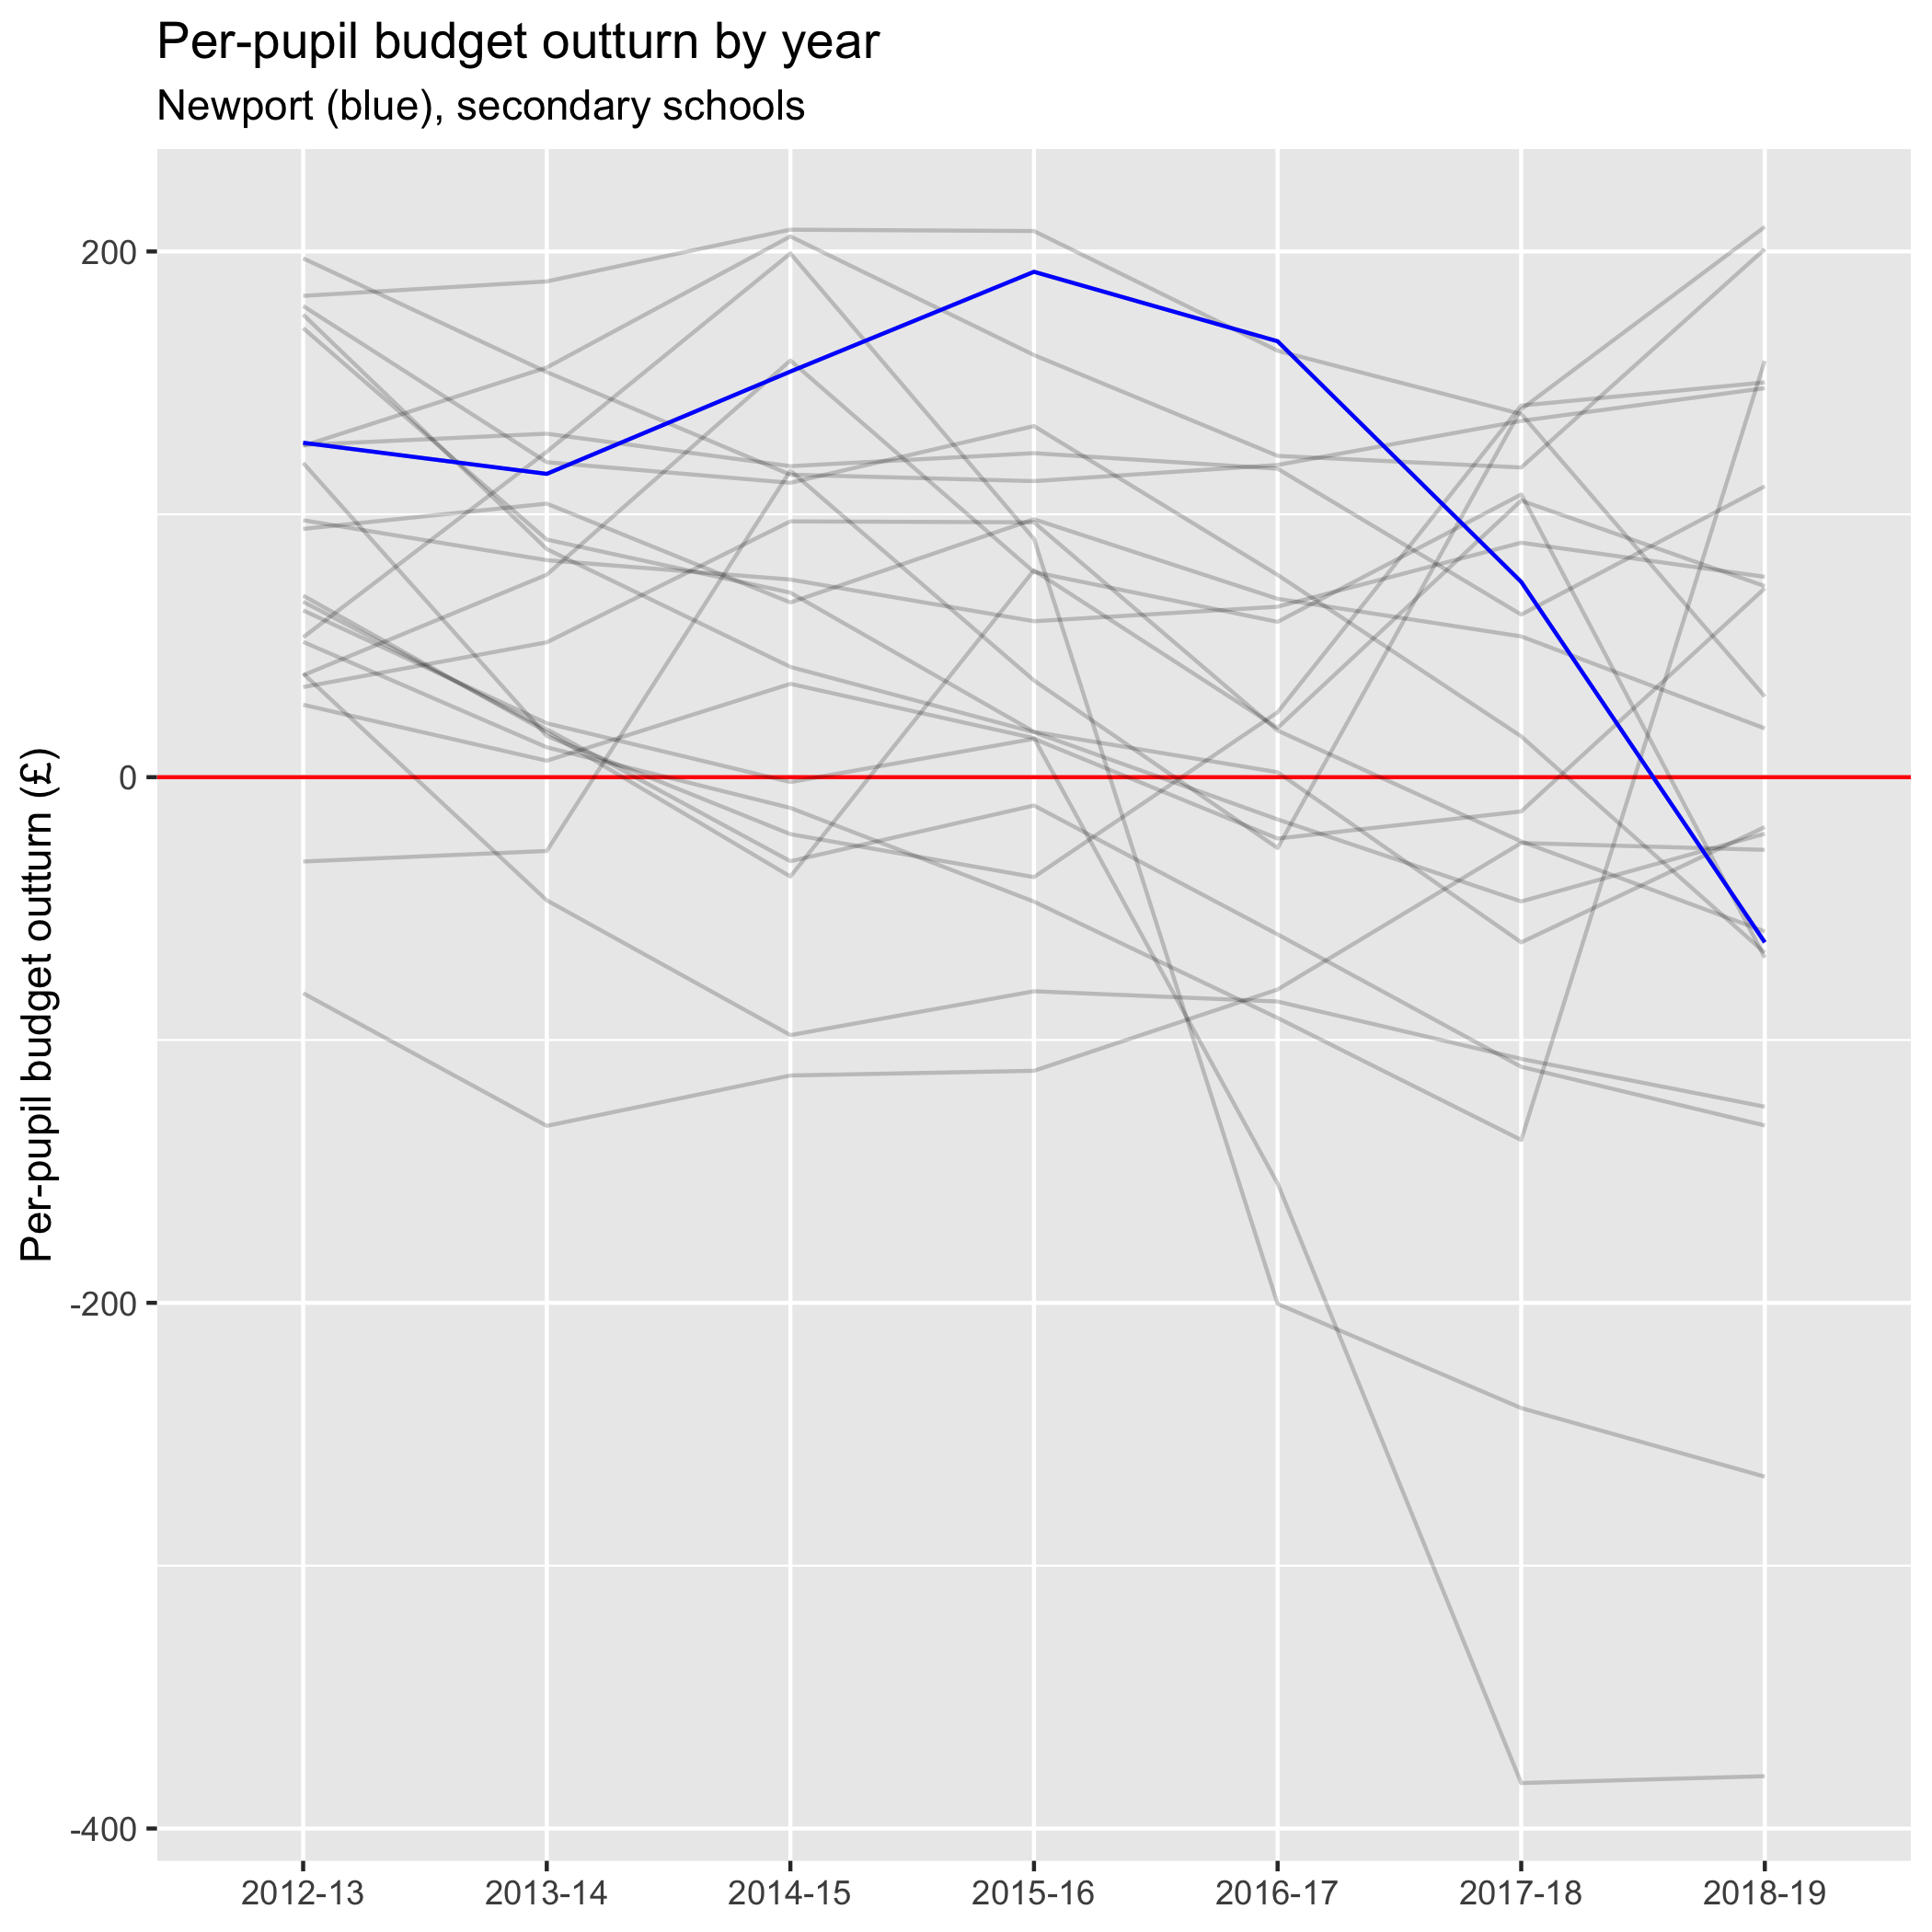 Per-pupil budget outturn by year
Newport (blue), secondary schools
Per-pupil budget outturn (£)
200
0
-200
-400
2012-13 2013-14 2014-15 2015-16 2016-17 2017-18 2018-19